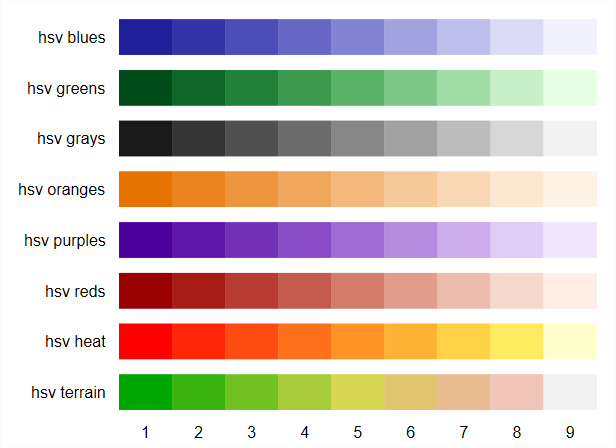 hsv blues
hsv greens
hsv grays
hsv oranges
hsv purples
hsv reds
hsv heat
hsv terrain
1 2 3 4 5 6 7 8 9